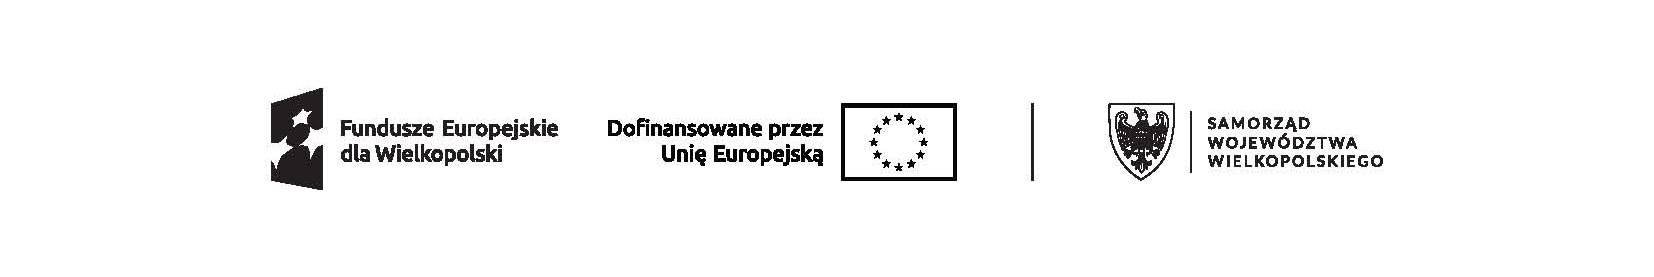 Fundusze Europejskie
dla Wielkopolski
Dofinansowane przez
Unię Europejską
SAMORZĄD
WOJEWÓDZTWA
WIELKOPOLSKIEGO